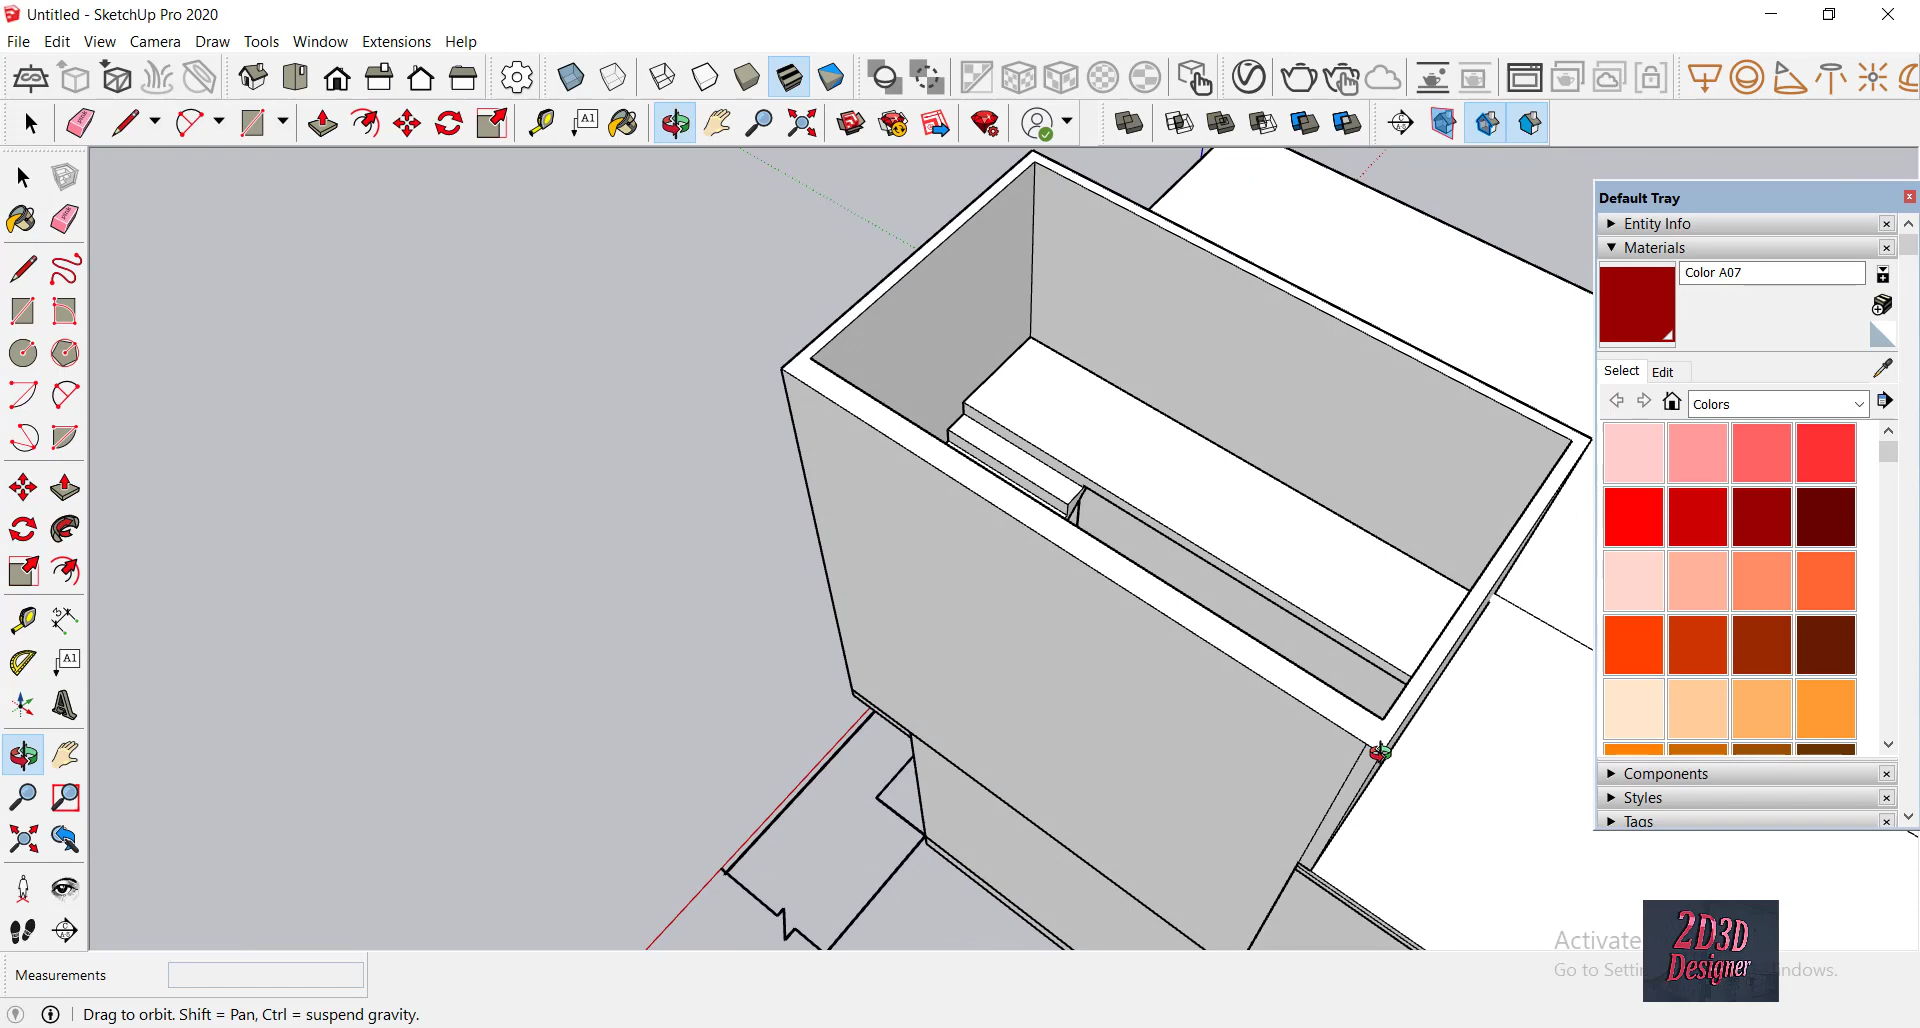 Untitled - SketchUp Pro 2020
File Edit View Camera Draw Tools Window Extensions Help
A1
Default Tray
Entity Info
Materials
Color A07
Select Edit
Colors
A1
Components
Styles
Tags
Activate
Go to Setti
ndows.
2D3D
Designer
Measurements
Drag to orbit. Shift = Pan, Ctrl = suspend gravity.